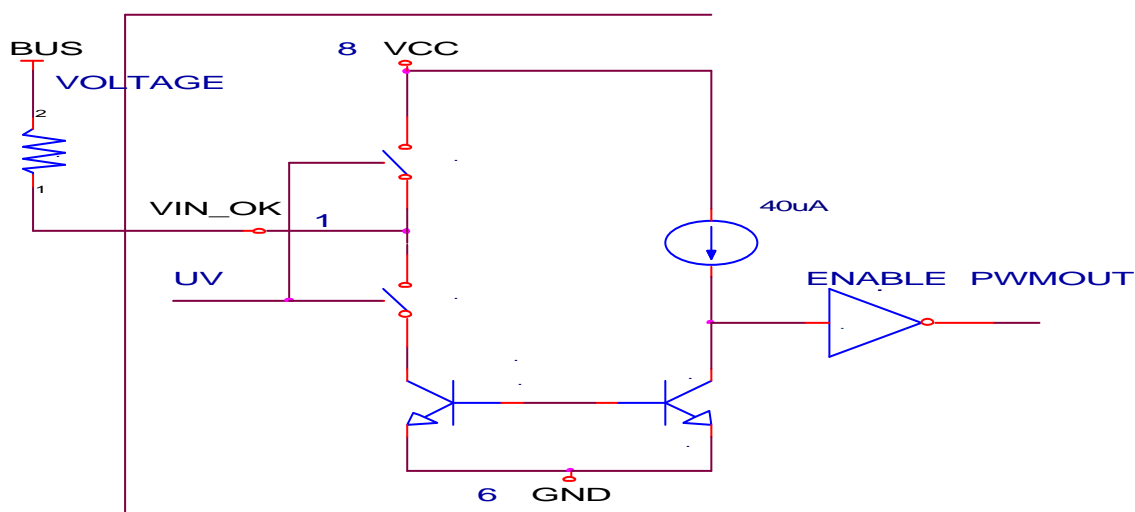 BUS
8 VCC
VOLTAGE
2
1
VIN_OK
1
40uA
UV
ENABLE PWMOUT
6 GND